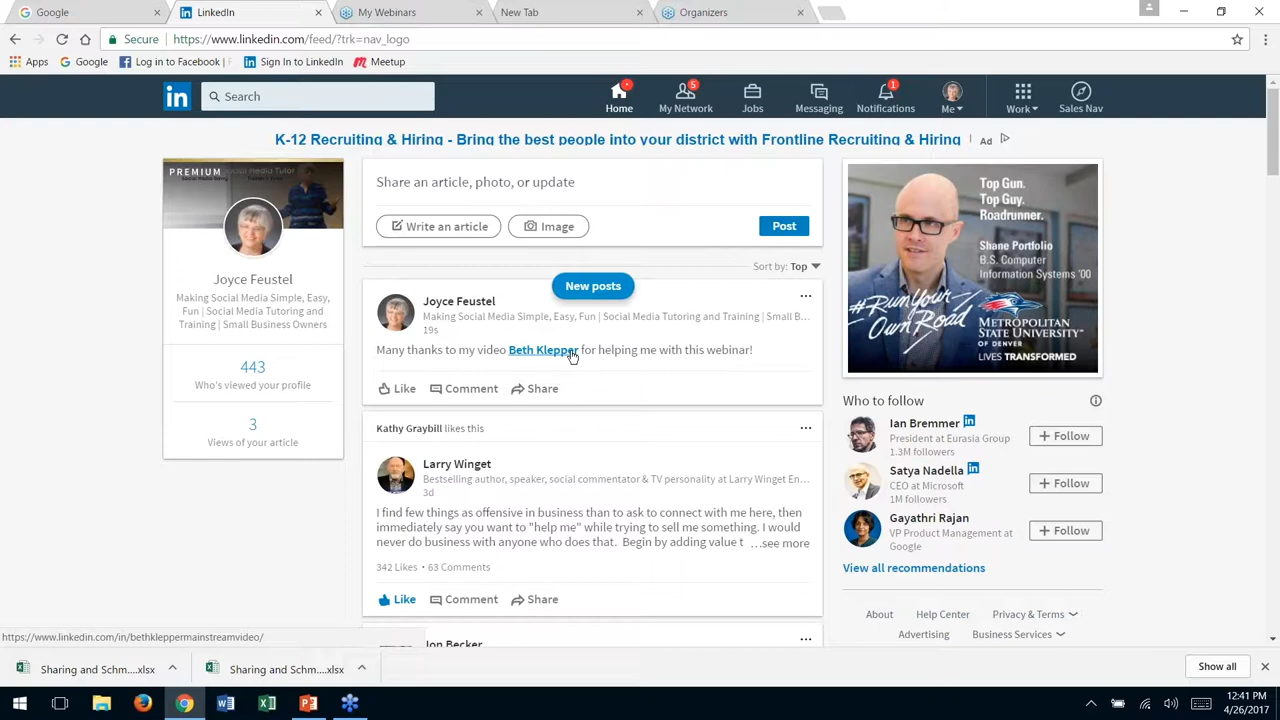 Google
LinkedIn
My Webinars
New Tab
Organizers
Secure
https://www.linkedin.com/feed/?trk=nav_logo
Apps
Google
Log in to Facebook | F
Sign In to LinkedIn
Meetup
in
Search
Home
5
My Network
Jobs
Messaging
1
Notifications
Me
Work
Sales Nav
K-12 Recruiting & Hiring - Bring the best people into your district with Frontline Recruiting & Hiring
Ad
PREMIUM
Social Media Tutor
Joyce Feustel
Making Social Media Simple, Easy,
Fun | Social Media Tutoring and
Training | Small Business Owners
443
Who's viewed your profile
3
Views of your article
Share an article, photo, or update
Write an article
Image
Post
Sort by: Top
New posts
Joyce Feustel
Making Social Media Simple, Easy, Fun | Social Media Tutoring and Training | Small B...
19s
Many thanks to my video Beth Klepper for helping me with this webinar!
Like
Comment
Share
Kathy Graybill likes this
Larry Winget
Bestselling author, speaker, social commentator & TV personality at Larry Winget En...
3d
I find few things as offensive in business than to ask to connect with me here, then
immediately say you want to "help me" while trying to sell me something. I would
never do business with anyone who does that. Begin by adding value t ...see more
342 Likes • 63 Comments
Like
Comment
Share
Jon Becker
Top Gun.
Top Guy.
Roadrunner.
Shane Portfolio
B.S. Computer
Information Systems '00
#RunYour
OwnRoad
METROPOLITAN
STATE UNIVERSITY
OF DENVER
LIVES TRANSFORMED
Who to follow
Ian Bremmer in
President at Eurasia Group
1.3M followers
+ Follow
Satya Nadella in
CEO at Microsoft
1M followers
+ Follow
Gayathri Rajan
VP Product Management at
Google
+ Follow
View all recommendations
About
Help Center
Privacy & Terms
Advertising
Business Services
https://www.linkedin.com/in/bethkleppermainstreamvideo/
Sharing and Schm....xlsx
Sharing and Schm....xlsx
Show all
12:41 PM
4/26/2017